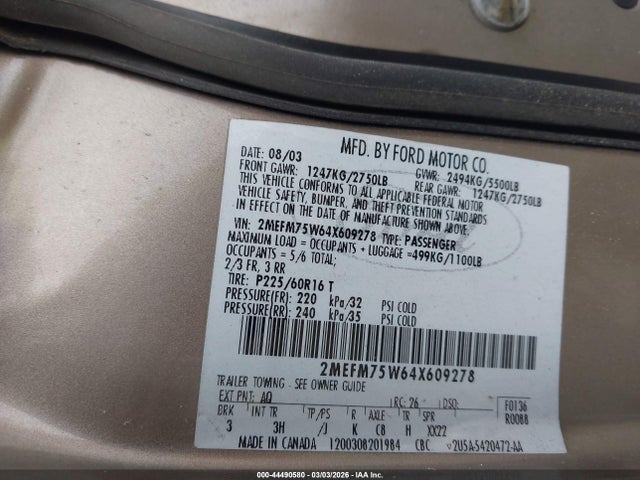 MFD. BY FORD MOTOR CO.
DATE: 08/03 GVWR: 2494KG/5500LB
FRONT GAWR: 1247KG/2750LB REAR GAWR: 1247KG/2750LB
THIS VEHICLE CONFORMS TO ALL APPLICABLE FEDERAL MOTOR
VEHICLE SAFETY, BUMPER, AND THEFT PREVENTION STANDARDS
IN EFFECT ON THE DATE OF MANUFACTURE SHOWN ABOVE.
VIN: 2MEFM75W64X609278 TYPE: PASSENGER
MAXIMUM LOAD = OCCUPANTS + LUGGAGE =499KG/1100LB
OCCUPANTS = 5/6 TOTAL;
2/3 FR, 3 RR
TIRE: P225/60R16 T
PRESSURE(FR) 220 kPa/32 PSI COLD
PRESSURE(RR) 240 kPa/35 PSI COLD
2MEFM75W64X609278
TRAILER TOWING - SEE OWNER GUIDE
EXT PNT: AQ RC: 26 DSO: F0136
BRK INT TR TP/PS R AXLE TR SPR R0088
3 3H /J K C8 H XX22
MADE IN CANADA 1200308201984 CBC 2U5A-5420472-AA
000-44490580 - 03/03/2026 - IAA Inc.